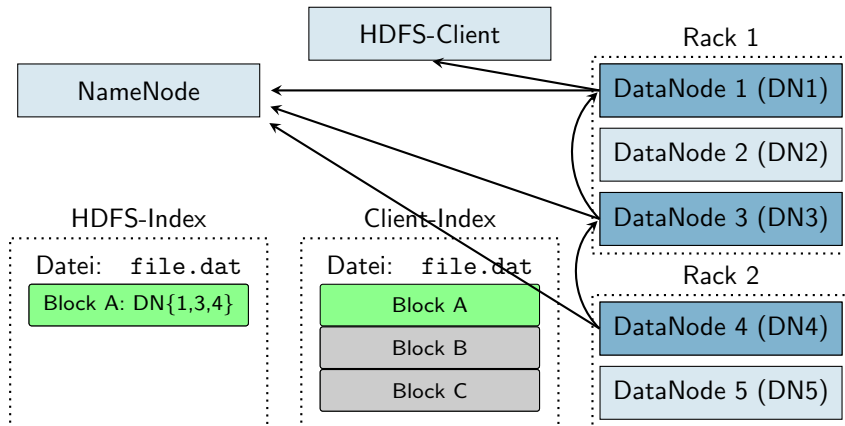 HDFS-Client
NameNode
Rack 1
DataNode 1 (DN1)
DataNode 2 (DN2)
DataNode 3 (DN3)
HDFS-Index
Datei: file.dat
Block A: DN{1,3,4}
Client-Index
Datei: file.dat
Block A
Block B
Block C
Rack 2
DataNode 4 (DN4)
DataNode 5 (DN5)